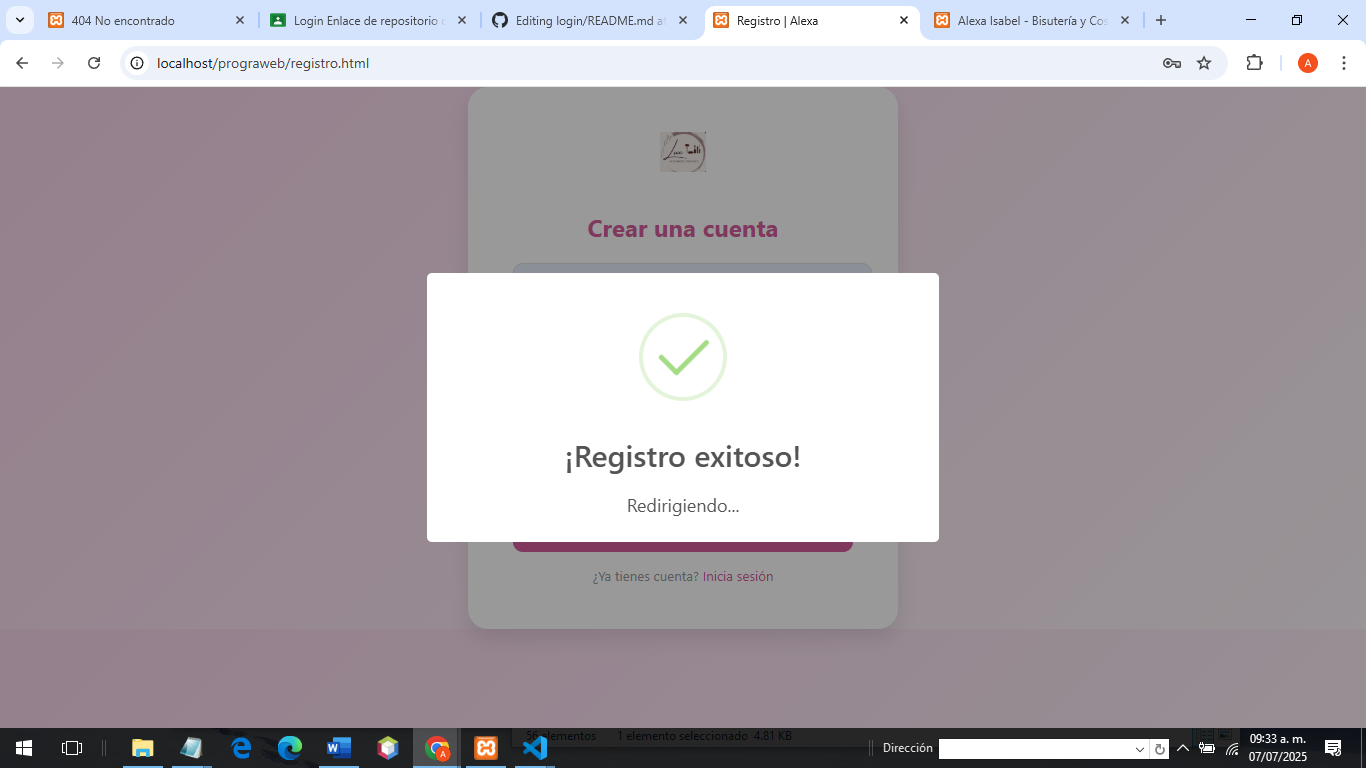 404 No encontrado
Login Enlace de repositorio
Editing login/README.md
Registro | Alexa
Alexa Isabel - Bisutería y Cos
localhost/prograweb/registro.html
A
Crear una cuenta
¡Registro exitoso!
Redirigiendo...
¿Ya tienes cuenta? Inicia sesión
56 elementos 1 elemento seleccionado 4.81 KB
Dirección
09:33 a. m.
07/07/2025